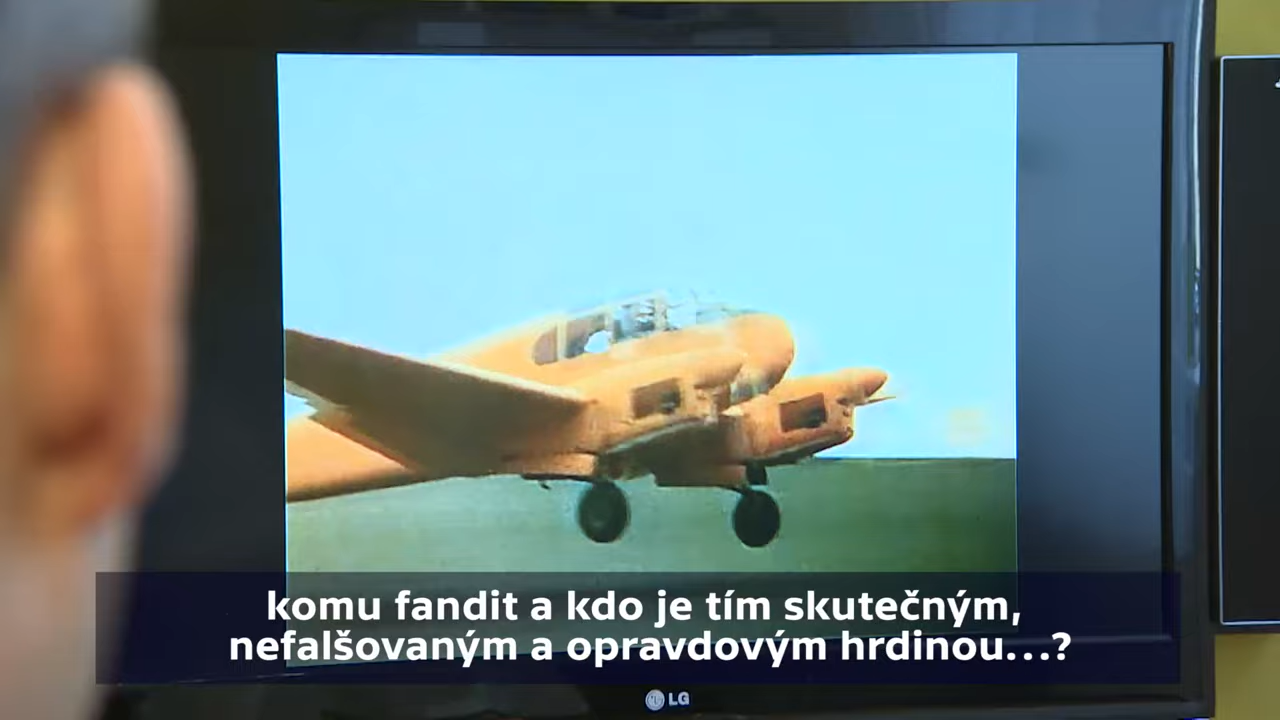 komu fandit a kdo je tím skutečným,
nefalšovaným a opravdovým hrdinou...?
LG